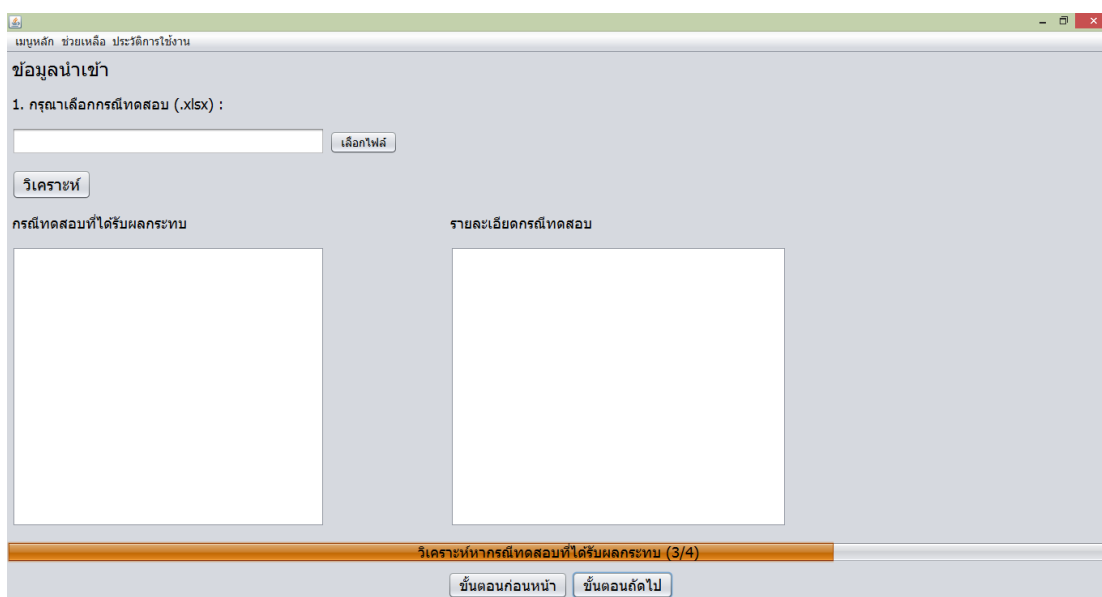 เมนูหลัก ช่วยเหลือ ประวัติการใช้งาน
ข้อมูลนำเข้า
1. กรุณาเลือกกรณีทดสอบ (.xlsx) :
เลือกไฟล์
วิเคราะห์
กรณีทดสอบที่ได้รับผลกระทบ
รายละเอียดกรณีทดสอบ
วิเคราะห์หากรณีทดสอบที่ได้รับผลกระทบ (3/4)
ขั้นตอนก่อนหน้า ขั้นตอนถัดไป